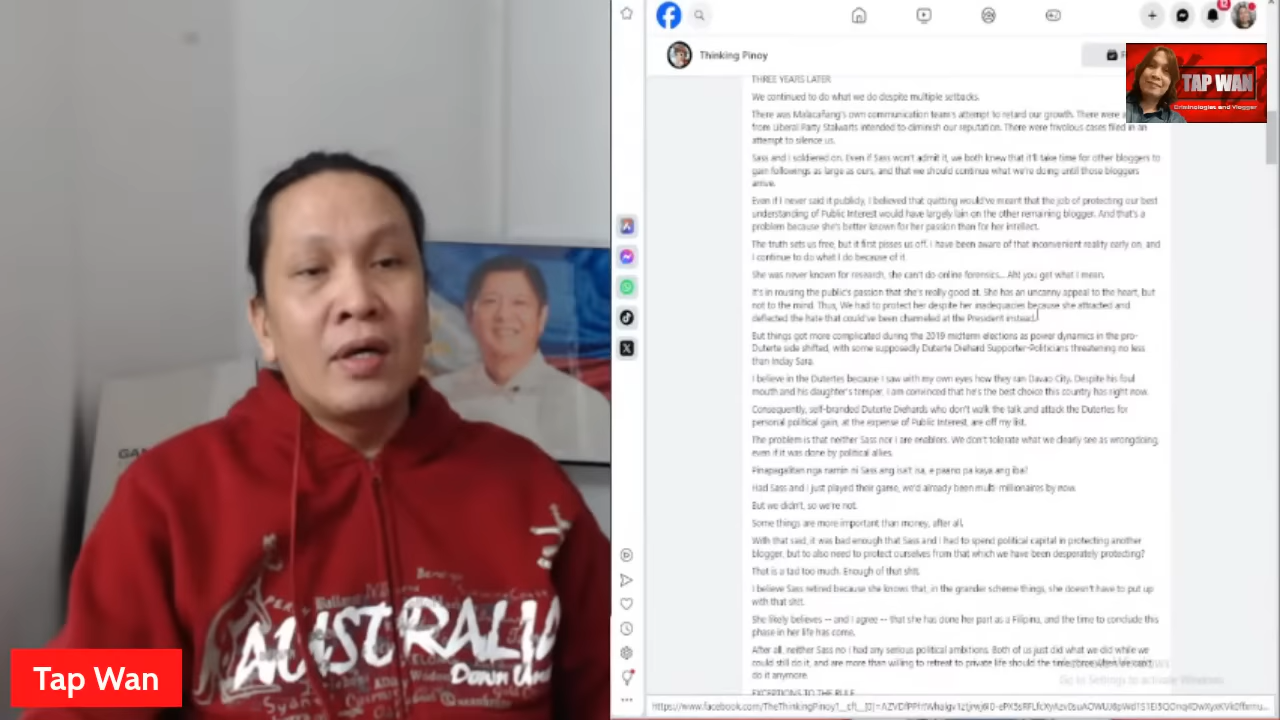 Thinking Pinoy
12
TAP WAN
Criminologist and Vlogger
THREE YEARS LATER
We continued to do what we do despite multiple setbacks.
There was Malacañang's own communication team's attempt to retard our growth. There were
from Liberal Party Stalwarts intended to diminish our reputation. There were frivolous cases filed in an
attempt to silence us.
Sass and I soldiered on. Even if Sass won't admit it, we both knew that it'll take time for other bloggers to
gain followings as large as ours, and that we should continue what we're doing until those bloggers
arrive.
Even if I never said it publicly, I believed that quitting would've meant that the job of protecting our best
understanding of Public Interest would have largely lain on the other remaining blogger. And that's a
problem because she's better known for her passion than for her intellect.
The truth sets us free, but it first pisses us off. I have been aware of that inconvenient reality early on, and
I continue to do what I do because of it.
She was never known for research, she can't do online forensics... Ah! you get what I mean.
It's in rousing the public's passion that she's really good at. She has an uncanny appeal to the heart, but
not to the mind. Thus, We had to protect her despite her inadequacies because she attracted and
deflected the hate that could've been channeled at the President instead.
But things got more complicated during the 2019 midterm elections as power dynamics in the pro-
Duterte side shifted, with some supposedly Duterte Diehard Supporter-Politicians threatening no less
than Inday Sara.
I believe in the Dutertes because I saw with my own eyes how they ran Davao City. Despite his foul
mouth and his daughter's temper, I am convinced that he's the best choice this country has right now.
Consequently, self-branded Duterte Diehards who don't walk the talk and attack the Dutertes for
personal political gain, at the expense of Public Interest, are off my list.
The problem is that neither Sass nor I are enablers. We don't tolerate what we clearly see as wrongdoing,
even if it was done by political allies.
Pinapagalitan nga namin ni Sass ang isa't isa, e paano pa kaya ang iba?
Had Sass and I just played their game, we'd already been multi-millionaires by now.
But we didn't, so we're not.
Some things are more important than money, after all.
With that said, it was bad enough that Sass and I had to spend political capital in protecting another
blogger, but to also need to protect ourselves from that which we have been desperately protecting?
That is a tad too much. Enough of that shit.
I believe Sass retired because she knows that, in the grander scheme things, she doesn't have to put up
with that shit.
She likely believes -- and I agree -- that she has done her part as a Filipino, and the time to conclude this
phase in her life has come.
After all, neither Sass no I had any serious political ambitions. Both of us just did what we did while we
could still do it, and are more than willing to retreat to private life should the time come when we can't
do it anymore.
EXCEPTIONS TO THE RULE
Go to Settings to activate Windows.
AUSTRALIA
Down Under
Tap Wan